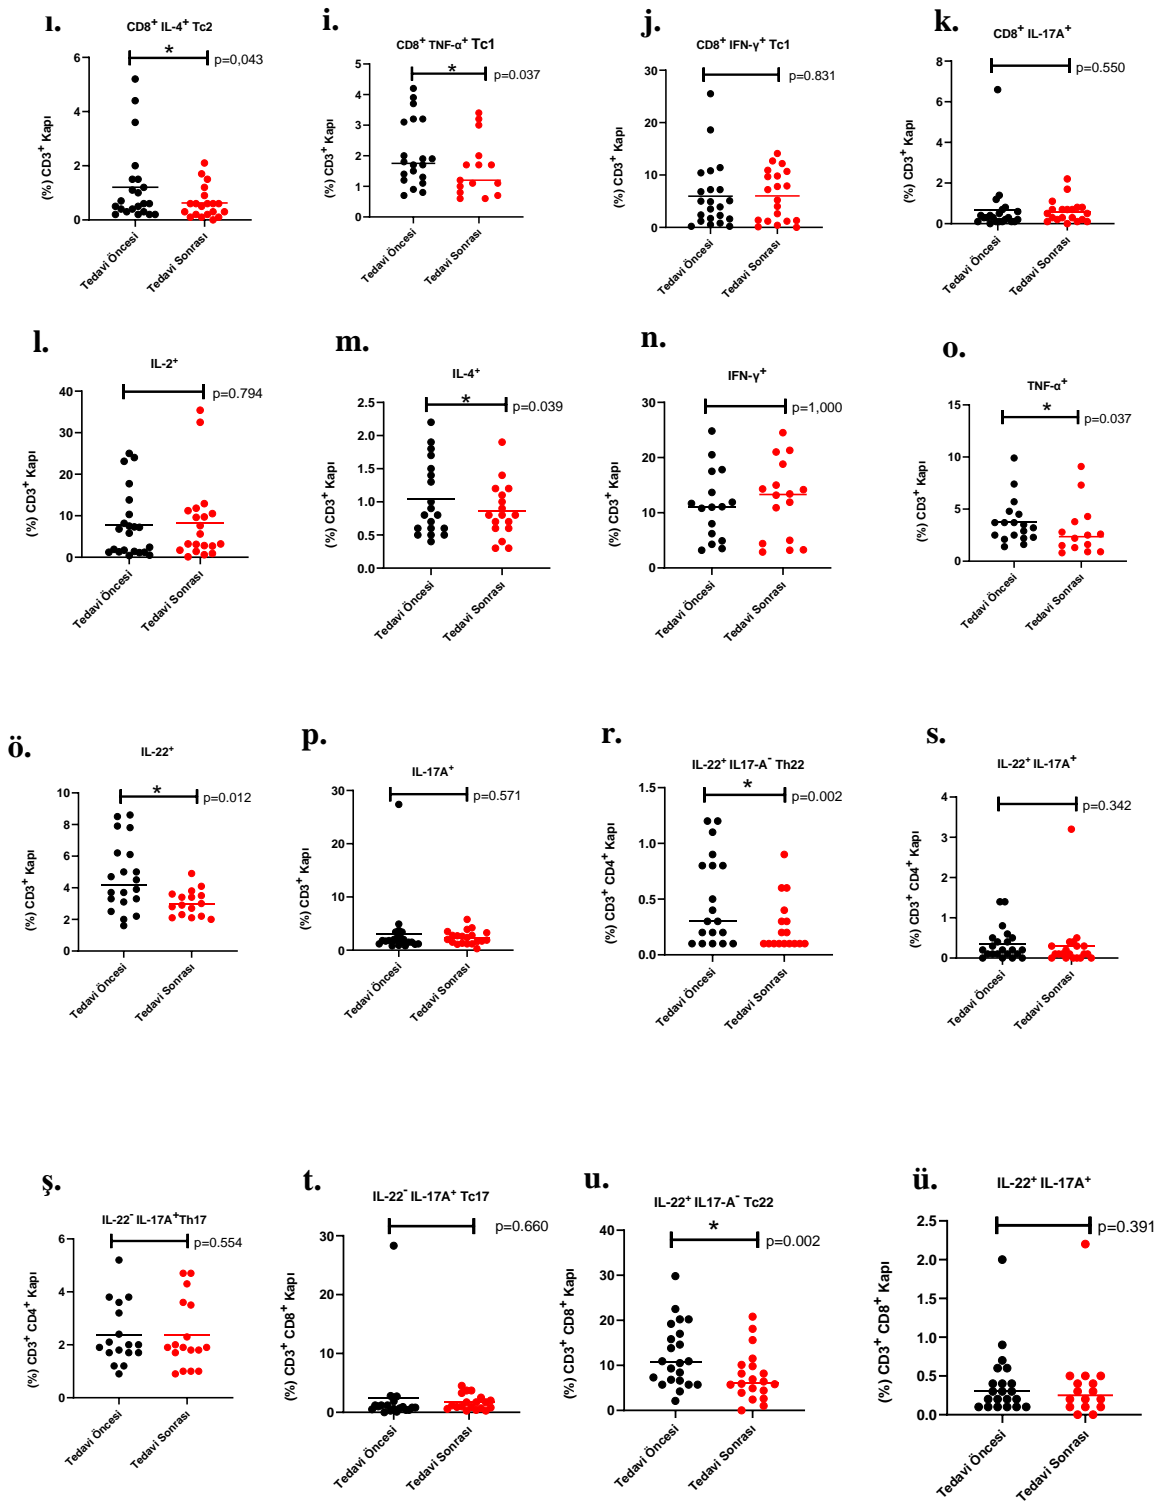 ı.
CD8⁺ IL-4⁺ Tc2
*
p=0,043
(%) CD3⁺ Kapı
6
4
2
0
Tedavi Öncesi
Tedavi Sonrası
i.
CD8⁺ TNF-α⁺ Tc1
*
p=0.037
(%) CD3⁺ Kapı
5
4
3
2
1
0
Tedavi Öncesi
Tedavi Sonrası
j.
CD8⁺ IFN-γ⁺ Tc1
p=0.831
(%) CD3⁺ Kapı
30
20
10
0
Tedavi Öncesi
Tedavi Sonrası
k.
CD8⁺ IL-17A⁺
p=0.550
(%) CD3⁺ Kapı
8
6
4
2
0
Tedavi Öncesi
Tedavi Sonrası
l.
IL-2⁺
p=0.794
(%) CD3⁺ Kapı
40
30
20
10
0
Tedavi Öncesi
Tedavi Sonrası
m.
IL-4⁺
*
p=0.039
(%) CD3⁺ Kapı
2.5
2.0
1.5
1.0
0.5
0.0
Tedavi Öncesi
Tedavi Sonrası
n.
IFN-γ⁺
p=1,000
(%) CD3⁺ Kapı
30
20
10
0
Tedavi Öncesi
Tedavi Sonrası
o.
TNF-α⁺
*
p=0.037
(%) CD3⁺ Kapı
15
10
5
0
Tedavi Öncesi
Tedavi Sonrası
ö.
IL-22⁺
*
p=0.012
(%) CD3⁺ Kapı
10
8
6
4
2
0
Tedavi Öncesi
Tedavi Sonrası
p.
IL-17A⁺
p=0.571
(%) CD3⁺ Kapı
30
20
10
0
Tedavi Öncesi
Tedavi Sonrası
r.
IL-22⁺ IL17-A⁻ Th22
*
p=0.002
(%) CD3⁺ CD4⁺ Kapı
1.5
1.2
0.9
0.6
0.3
0.0
Tedavi Öncesi
Tedavi Sonrası
s.
IL-22⁺ IL-17A⁺
p=0.342
(%) CD3⁺ CD4⁺ Kapı
4
3
2
1
0
Tedavi Öncesi
Tedavi Sonrası
ş.
IL-22⁻ IL-17A⁺Th17
p=0.554
(%) CD3⁺ CD4⁺ Kapı
6
4
2
0
Tedavi Öncesi
Tedavi Sonrası
t.
IL-22⁻ IL-17A⁺ Tc17
p=0.660
(%) CD3⁺ CD8⁺ Kapı
30
20
10
0
Tedavi Öncesi
Tedavi Sonrası
u.
IL-22⁺ IL17-A⁻ Tc22
*
p=0.002
(%) CD3⁺ CD8⁺ Kapı
40
30
20
10
0
Tedavi Öncesi
Tedavi Sonrası
ü.
IL-22⁺ IL-17A⁺
p=0.391
(%) CD3⁺ CD8⁺ Kapı
2.5
2.0
1.5
1.0
0.5
0.0
Tedavi Öncesi
Tedavi Sonrası